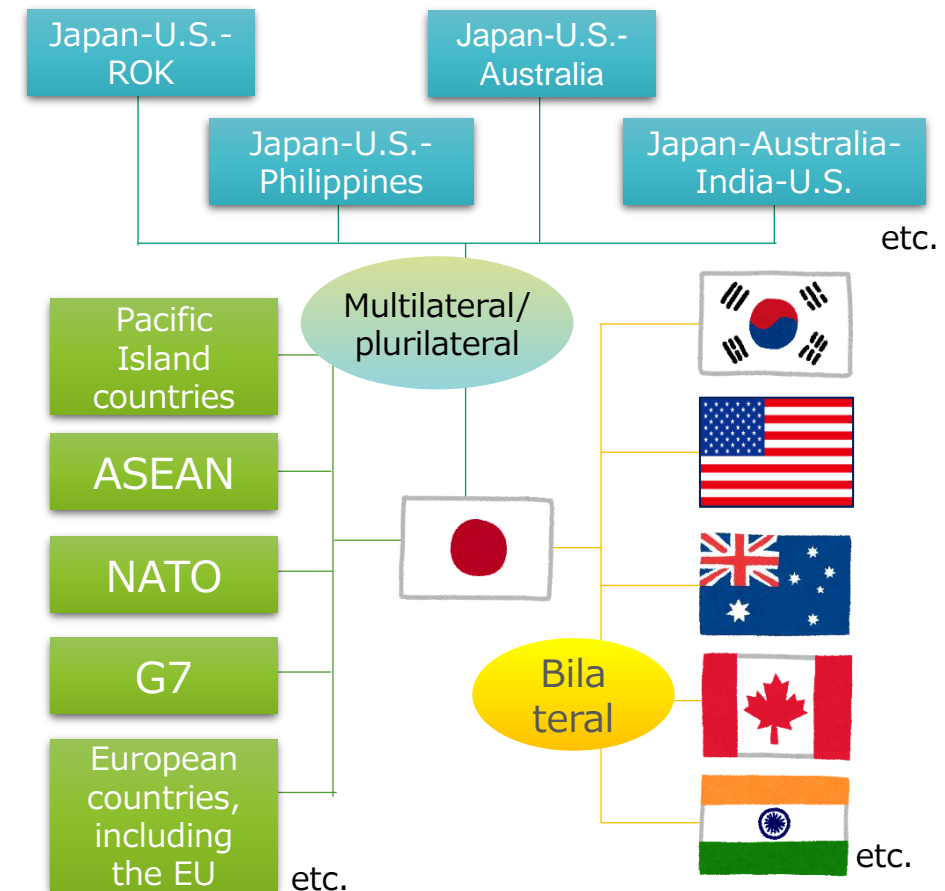 Japan-U.S.-
ROK
Japan-U.S.-
Australia
Japan-U.S.-
Philippines
Japan-Australia-
India-U.S.
etc.
Multilateral/
plurilateral
Pacific
Island
countries
ASEAN
NATO
G7
European
countries,
including
the EU
etc.
Bila
teral
etc.